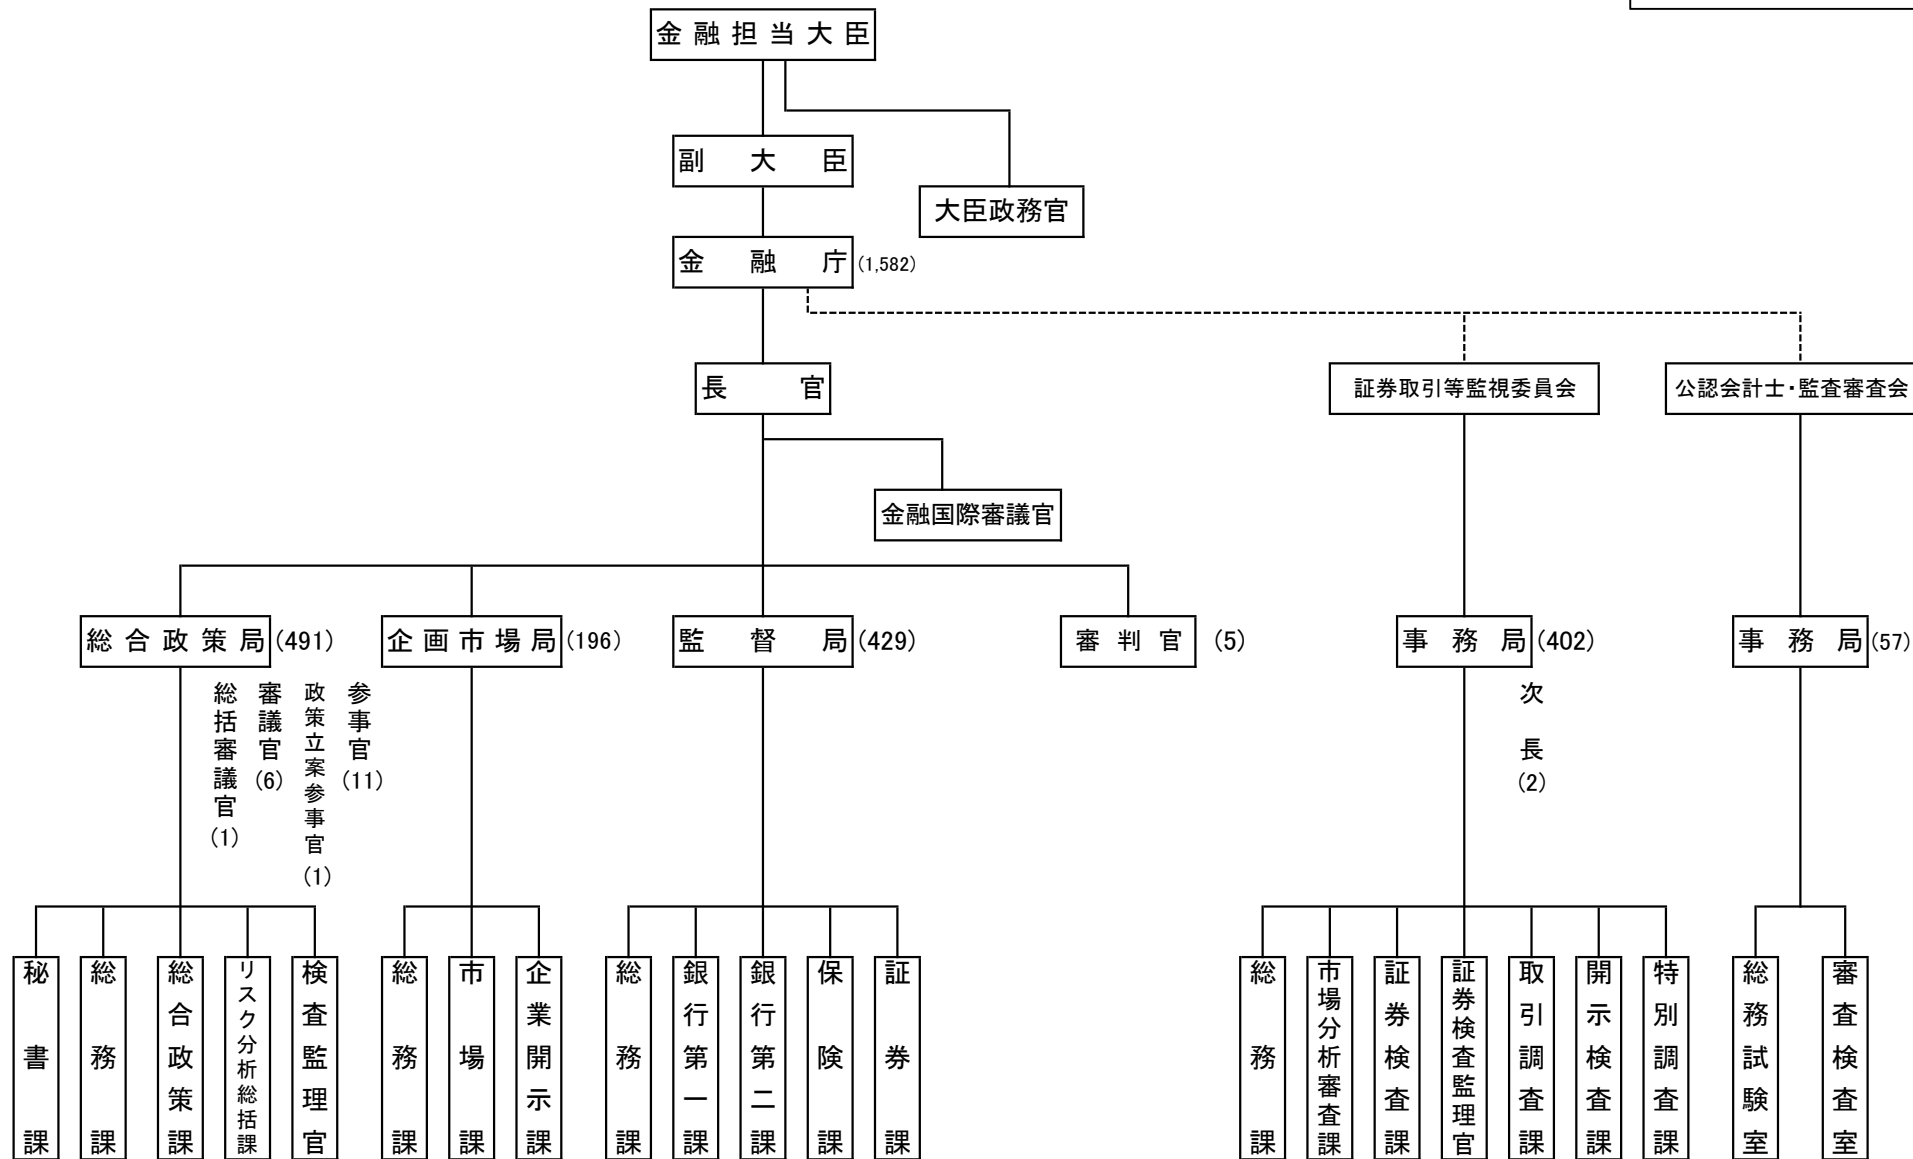 金融担当大臣
副大臣
大臣政務官
金融庁(1,582)
長官
証券取引等監視委員会
公認会計士・監査審査会
金融国際審議官
総合政策局(491)
企画市場局(196)
監督局(429)
審判官(5)
事務局(402)
事務局(57)
総括審議官(1)
審議官(6)
政策立案参事官(1)
参事官(11)
次長(2)
秘書課
総務課
総合政策課
リスク分析総括課
検査監理官
総務課
市場課
企業開示課
総務課
銀行第一課
銀行第二課
保険課
証券課
総務課
市場分析審査課
証券検査課
証券検査監理官
取引調査課
開示検査課
特別調査課
総務試験室
審査検査室